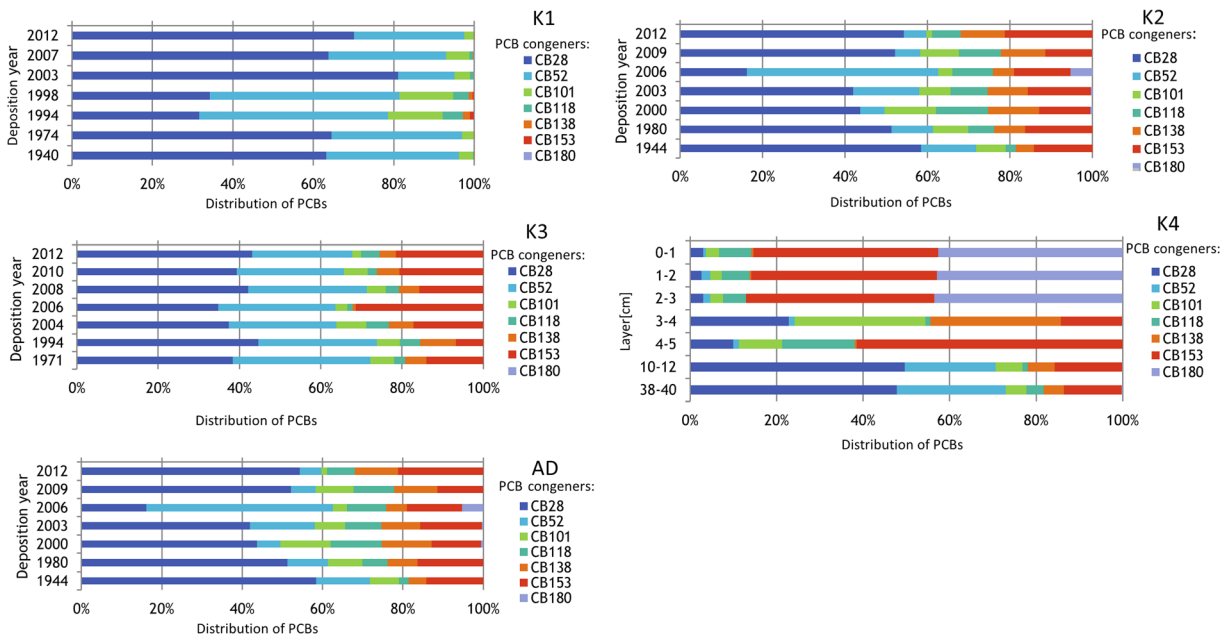 K1
PCB congeners:
Deposition year
2012
2007
2003
1998
1994
1974
1940
CB28
CB52
CB101
CB118
CB138
CB153
CB180
0% 20% 40% 60% 80% 100%
Distribution of PCBs
K2
PCB congeners:
Deposition year
2012
2009
2006
2003
2000
1980
1944
CB28
CB52
CB101
CB118
CB138
CB153
CB180
0% 20% 40% 60% 80% 100%
Distribution of PCBs
K3
PCB congeners:
Deposition year
2012
2010
2008
2006
2004
1994
1971
CB28
CB52
CB101
CB118
CB138
CB153
CB180
0% 20% 40% 60% 80% 100%
Distribution of PCBs
K4
PCB congeners:
Layer[cm]
0-1
1-2
2-3
3-4
4-5
10-12
38-40
CB28
CB52
CB101
CB118
CB138
CB153
CB180
0% 20% 40% 60% 80% 100%
Distribution of PCBs
AD
PCB congeners:
Deposition year
2012
2009
2006
2003
2000
1980
1944
CB28
CB52
CB101
CB118
CB138
CB153
CB180
0% 20% 40% 60% 80% 100%
Distribution of PCBs